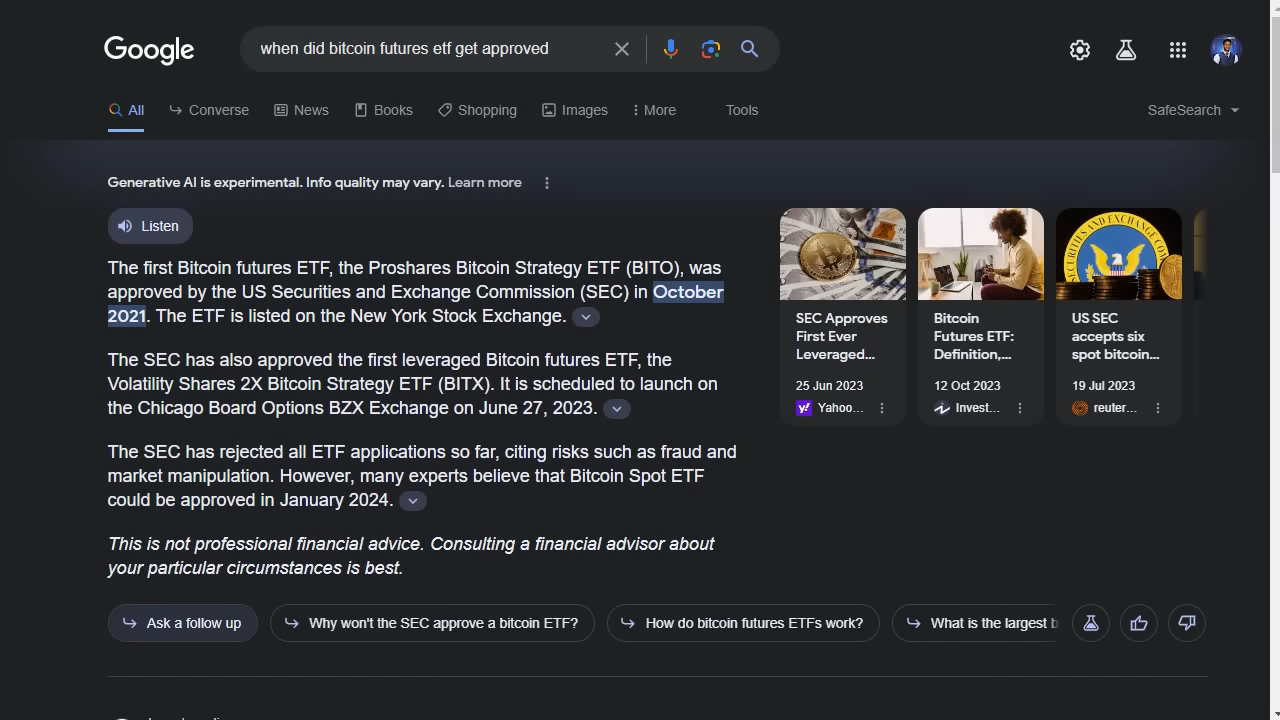 Google
when did bitcoin futures etf get approved
All
Converse
News
Books
Shopping
Images
More
Tools
SafeSearch
Generative AI is experimental. Info quality may vary. Learn more
Listen
The first Bitcoin futures ETF, the Proshares Bitcoin Strategy ETF (BITO), was
approved by the US Securities and Exchange Commission (SEC) in October
2021. The ETF is listed on the New York Stock Exchange.
The SEC has also approved the first leveraged Bitcoin futures ETF, the
Volatility Shares 2X Bitcoin Strategy ETF (BITX). It is scheduled to launch on
the Chicago Board Options BZX Exchange on June 27, 2023.
The SEC has rejected all ETF applications so far, citing risks such as fraud and
market manipulation. However, many experts believe that Bitcoin Spot ETF
could be approved in January 2024.
This is not professional financial advice. Consulting a financial advisor about
your particular circumstances is best.
SEC Approves
First Ever
Leveraged...
25 Jun 2023
Yahoo...
Bitcoin
Futures ETF:
Definition,...
12 Oct 2023
Invest...
SECURITIES AND EXCHANGE COM
US SEC
accepts six
spot bitcoin...
19 Jul 2023
reuter...
Ask a follow up
Why won't the SEC approve a bitcoin ETF?
How do bitcoin futures ETFs work?
What is the largest b